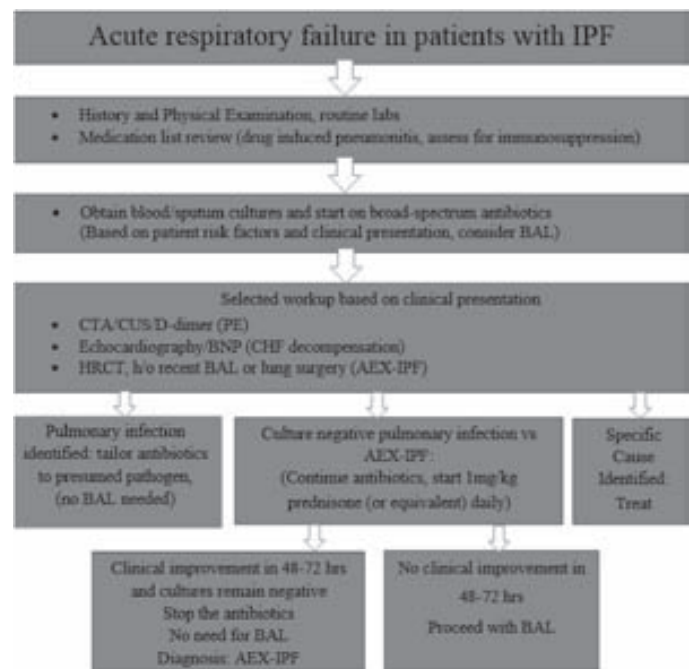 Acute respiratory failure in patients with IPF
• History and Physical Examination, routine labs
• Medication list review (drug induced pneumonitis, assess for immunosuppression)
• Obtain blood/sputum cultures and start on broad-spectrum antibiotics
(Based on patient risk factors and clinical presentation, consider BAL)
Selected workup based on clinical presentation
• CTA/CUS/D-dimer (PE)
• Echocardiography/BNP (CHF decompensation)
• HRCT, h/o recent BAL or lung surgery (AEX-IPF)
Pulmonary infection
identified: tailor antibiotics
to presumed pathogen,
(no BAL needed)
Culture negative pulmonary infection vs
AEX-IPF:
(Continue antibiotics, start 1mg/kg
prednisone (or equivalent) daily)
Specific
Cause
Identified:
Treat
Clinical improvement in 48-72 hrs
and cultures remain negative
Stop the antibiotics
No need for BAL
Diagnosis: AEX-IPF
No clinical improvement in
48-72 hrs
Proceed with BAL